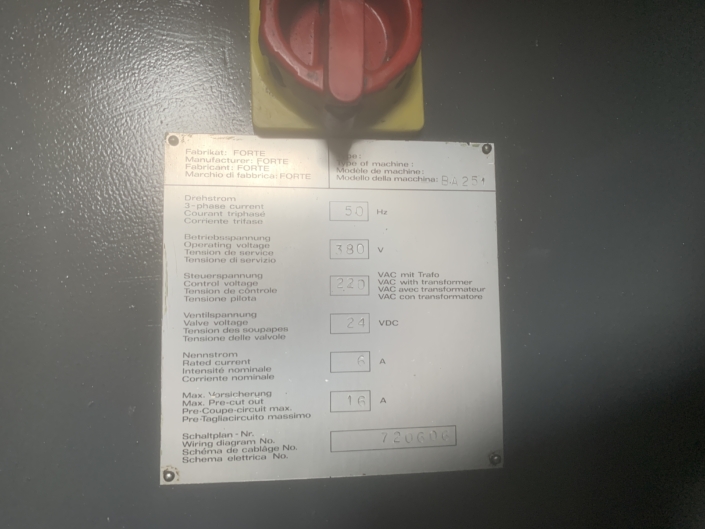 Fabrikat: FORTE
Manufacturer: FORTE
Fabricant: FORTE
Marchio di fabbrica: FORTE
Type of machine:
Modèle de machine:
Modello della macchina: BA 251
Drehstrom
3-phase current
Courant triphasé
Corriente trifase
50 Hz
Betriebsspannung
Operating voltage
Tension de service
Tensione di servizio
380 V
Steuerspannung
Control voltage
Tension de contrôle
Tensione pilota
220
VAC mit Trafo
VAC with transformer
VAC avec transformateur
VAC con transformatore
Ventilspannung
Valve voltage
Tension des soupapes
Tensione delle valvole
24 VDC
Nennstrom
Rated current
Intensité nominale
Corriente nominale
6 A
Max. Vorsicherung
Max. Pre-cut out
Pre-Coupe-circuit max.
Pre-Tagliacircuito massimo
16 A
Schaltplan-Nr.
Wiring diagram No.
Schéma de cablâge No.
Schema elettrica No.